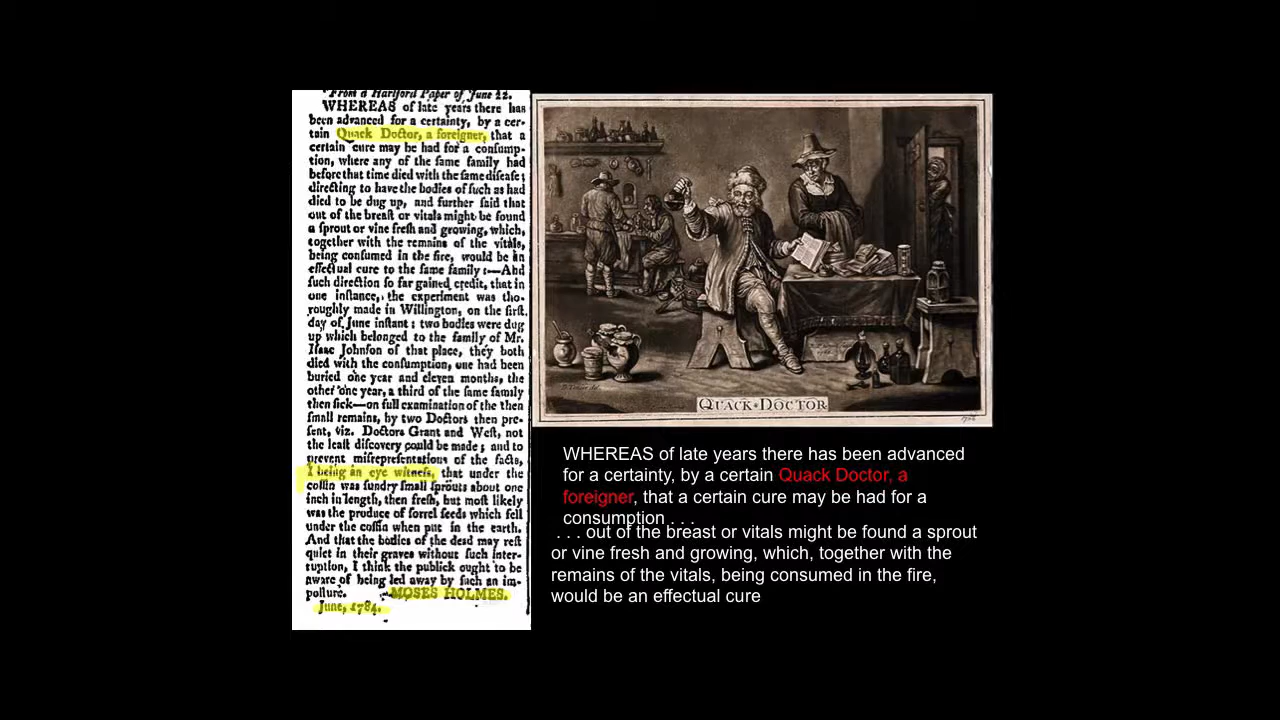 From a Hartford Paper of June 22.
WHEREAS of late years there has
been advanced for a certainty, by a cer-
tain Quack Doctor, a foreigner, that a
certain cure may be had for a consump-
tion, where any of the same family had
before that time died with the same disease;
directing to have the bodies of such as had
died to be dug up, and further said that
out of the breast or vitals might be found
a sprout or vine fresh and growing, which,
together with the remains of the vitals,
being consumed in the fire, would be an
effectual cure to the same family:—And
such direction so far gained credit, that in
one instance, the experiment was tho-
roughly made in Willington, on the first
day of June instant: two bodies were dug
up which belonged to the family of Mr.
Isaac Johnson of that place, they both
died with the consumption, one had been
buried one year and eleven months, the
other one year, a third of the same family
then sick—on full examination of the then
small remains, by two Doctors then pre-
sent, viz. Doctors Grant and West, not
the least discovery could be made; and to
prevent misrepresentations of the facts,
I being an eye witness, that under the
coffin was sundry small sprouts about one
inch in length, then fresh, but most likely
was the produce of sorrel seeds which fell
under the coffin when put in the earth.
And that the bodies of the dead may rest
quiet in their graves without such inter-
ruption, I think the publick ought to be
aware of being led away by such an im-
posture. MOSES HOLMES.
June, 1784.
QUACK DOCTOR
WHEREAS of late years there has been advanced
for a certainty, by a certain Quack Doctor, a
foreigner, that a certain cure may be had for a
consumption . . .
. . . out of the breast or vitals might be found a sprout
or vine fresh and growing, which, together with the
remains of the vitals, being consumed in the fire,
would be an effectual cure